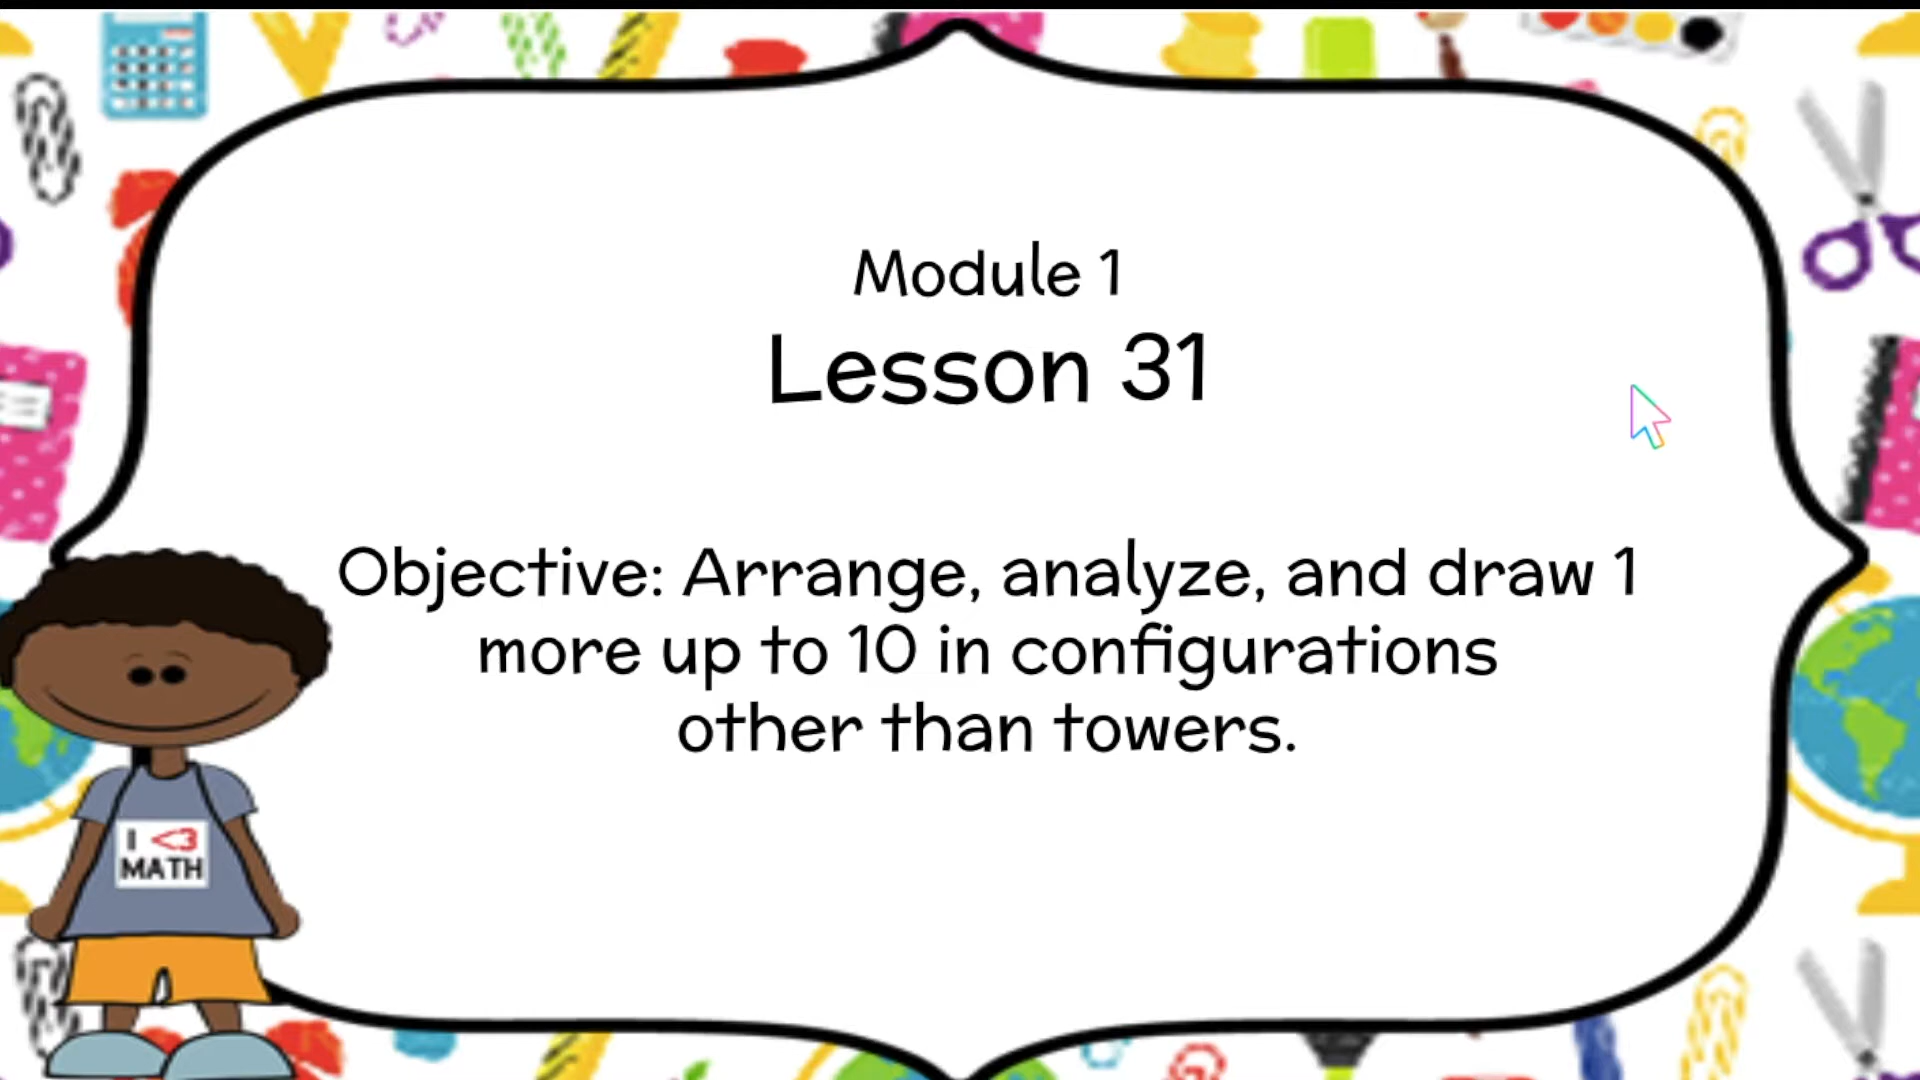 Module 1
Lesson 31
Objective: Arrange, analyze, and draw 1
more up to 10 in configurations
other than towers.
I <3
MATH